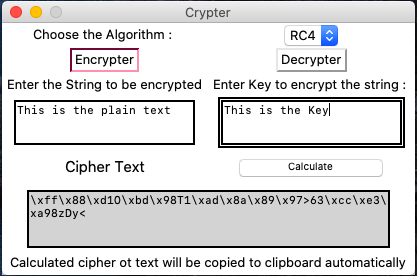 Crypter
Choose the Algorithm : RC4
Encrypter Decrypter
Enter the String to be encrypted Enter Key to encrypt the string :
This is the plain text This is the Key
Cipher Text Calculate
\xff\x88\xd10\xbd\x98T1\xad\x8a\x89\x97>63\xcc\xe3\
xa98zDy<
Calculated cipher ot text will be copied to clipboard automatically